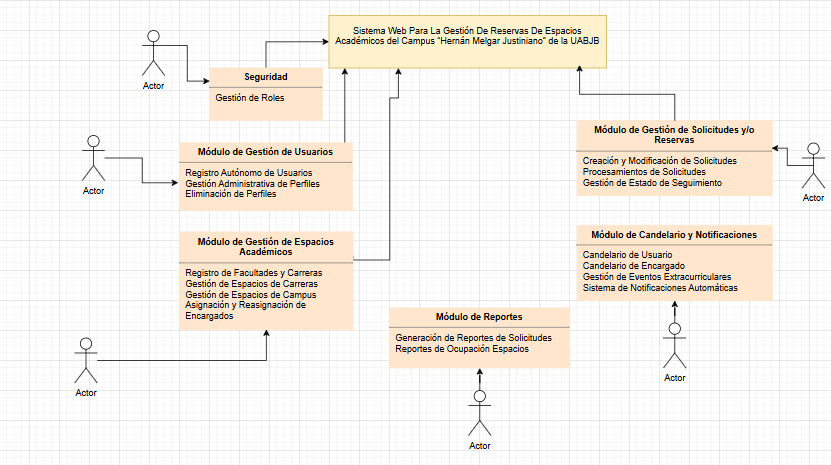 Sistema Web Para La Gestión De Reservas De Espacios
Académicos del Campus "Hernán Melgar Justiniano" de la UABJB
Actor
Seguridad
Gestión de Roles
Actor
Módulo de Gestión de Usuarios
Registro Autónomo de Usuarios
Gestión Administrativa de Perfiles
Eliminación de Perfiles
Módulo de Gestión de Solicitudes y/o
Reservas
Creación y Modificación de Solicitudes
Procesamientos de Solicitudes
Gestión de Estado de Seguimiento
Actor
Módulo de Gestión de Espacios
Académicos
Registro de Facultades y Carreras
Gestión de Espacios de Carreras
Gestión de Espacios de Campus
Asignación y Reasignación de
Encargados
Módulo de Candelario y Notificaciones
Candelario de Usuario
Candelario de Encargado
Gestión de Eventos Extracurriculares
Sistema de Notificaciones Automáticas
Módulo de Reportes
Generación de Reportes de Solicitudes
Reportes de Ocupación Espacios
Actor
Actor
Actor